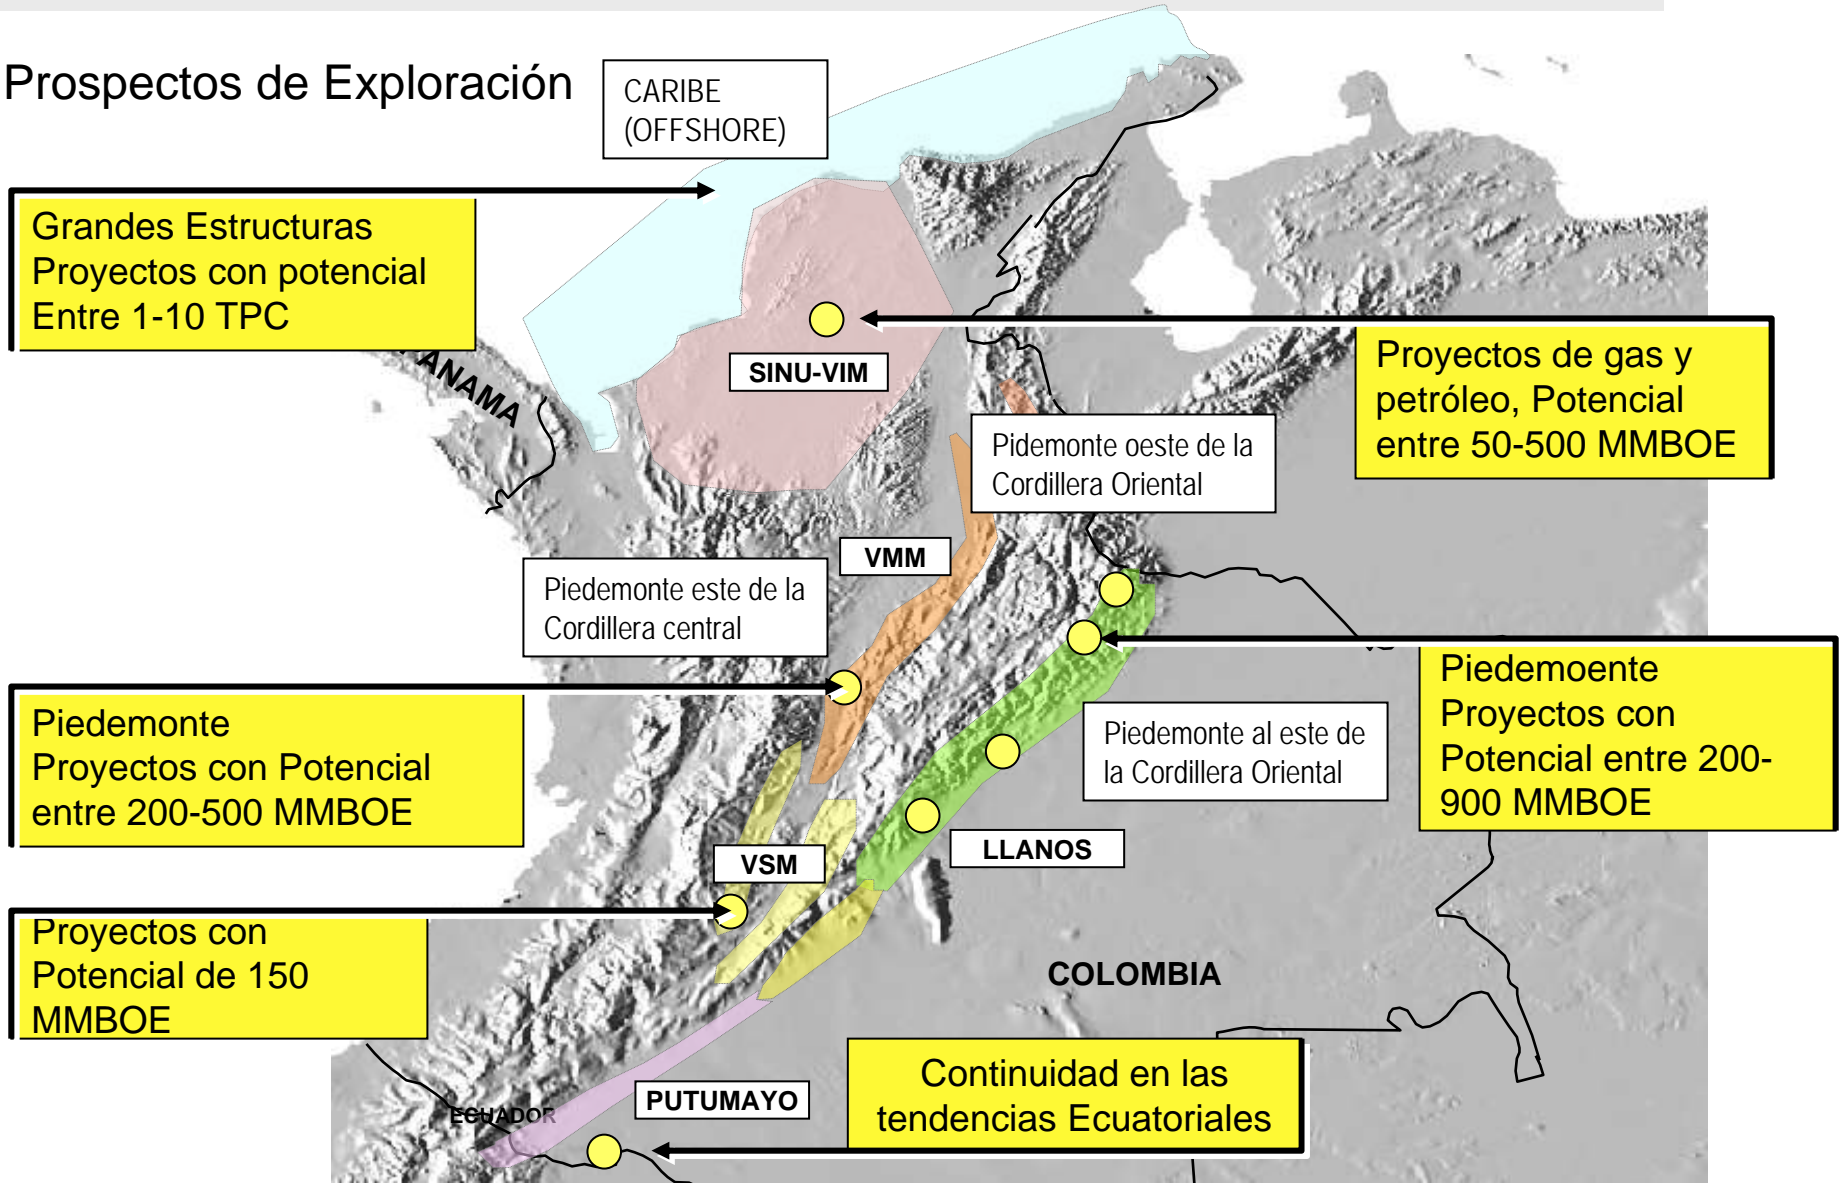 Prospectos de Exploración
CARIBE
(OFFSHORE)
Grandes Estructuras
Proyectos con potencial
Entre 1-10 TPC
PANAMA
SINU-VIM
Proyectos de gas y
petróleo, Potencial
entre 50-500 MMBOE
Pidemonte oeste de la
Cordillera Oriental
VMM
Piedemonte este de la
Cordillera central
Piedemonte
Proyectos con Potencial
entre 200-500 MMBOE
Piedemoente
Proyectos con
Potencial entre 200-
900 MMBOE
Piedemonte al este de
la Cordillera Oriental
LLANOS
VSM
Proyectos con
Potencial de 150
MMBOE
COLOMBIA
Continuidad en las
tendencias Ecuatoriales
PUTUMAYO
ECUADOR